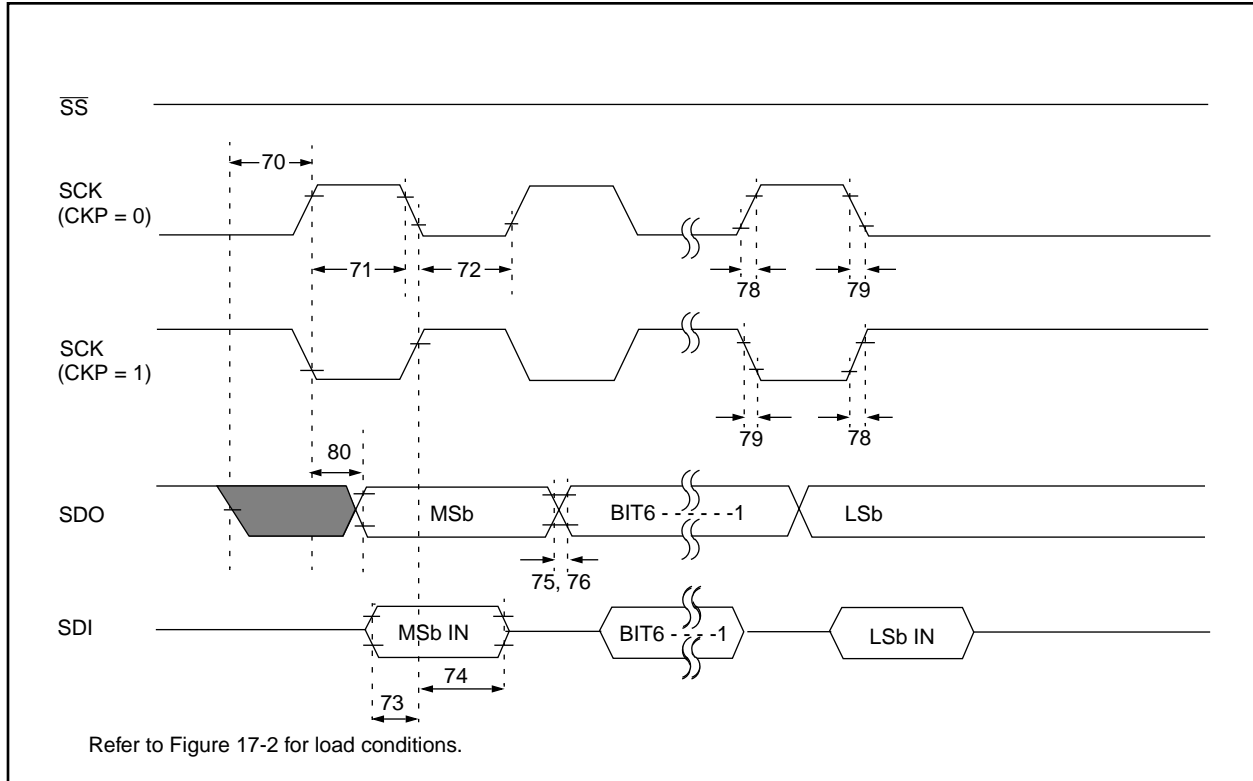 SS
70
SCK
(CKP = 0)
71
72
78
79
SCK
(CKP = 1)
79
78
80
SDO
MSb
BIT6 - - - - - -1
LSb
75, 76
SDI
MSb IN
BIT6 - - - - -1
LSb IN
74
73
Refer to Figure 17-2 for load conditions.